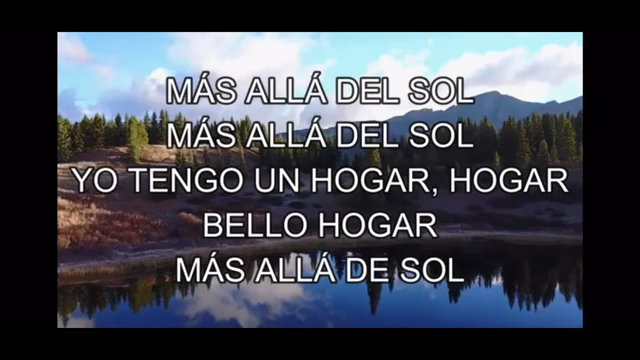 MÁS ALLÁ DEL SOL
MÁS ALLÁ DEL SOL
YO TENGO UN HOGAR, HOGAR
BELLO HOGAR
MÁS ALLÁ DE SOL